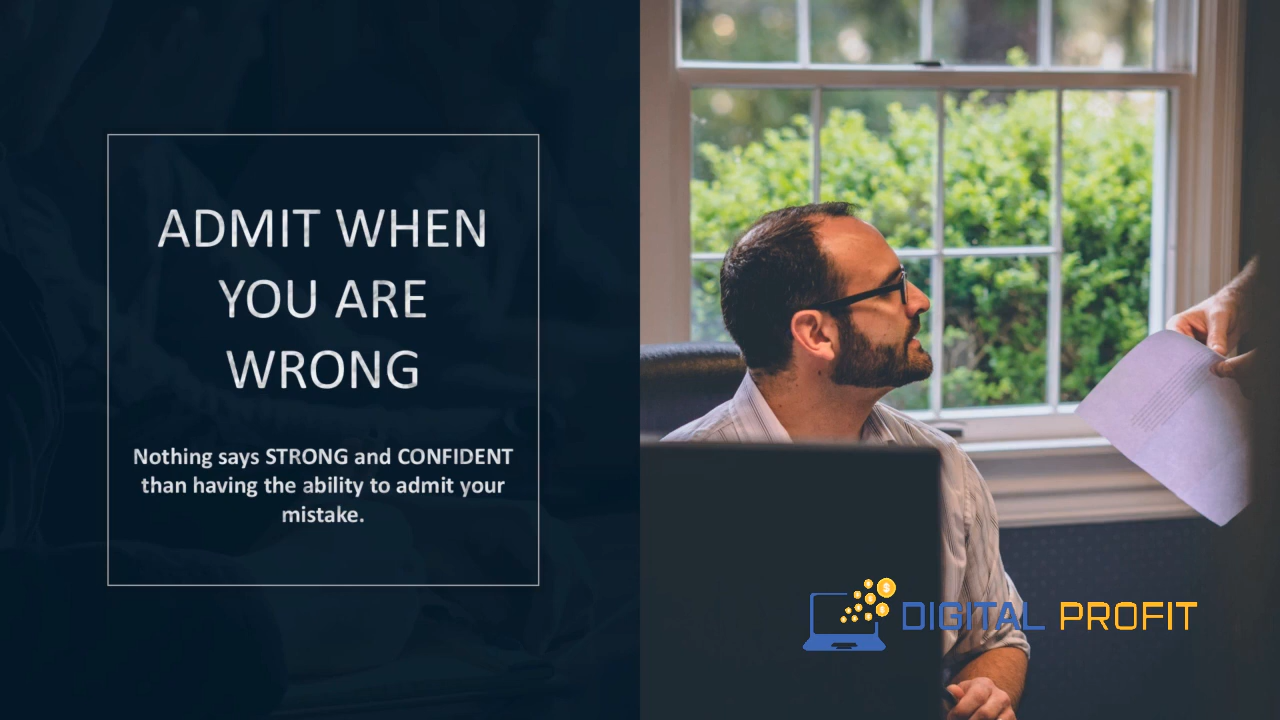 ADMIT WHEN
YOU ARE
WRONG
Nothing says STRONG and CONFIDENT
than having the ability to admit your
mistake.
DIGITAL PROFIT